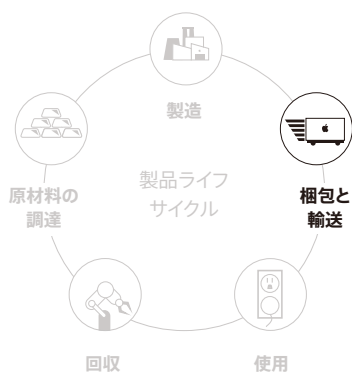 製造
原材料の
調達
製品ライフ
サイクル
梱包と
輸送
回収
使用